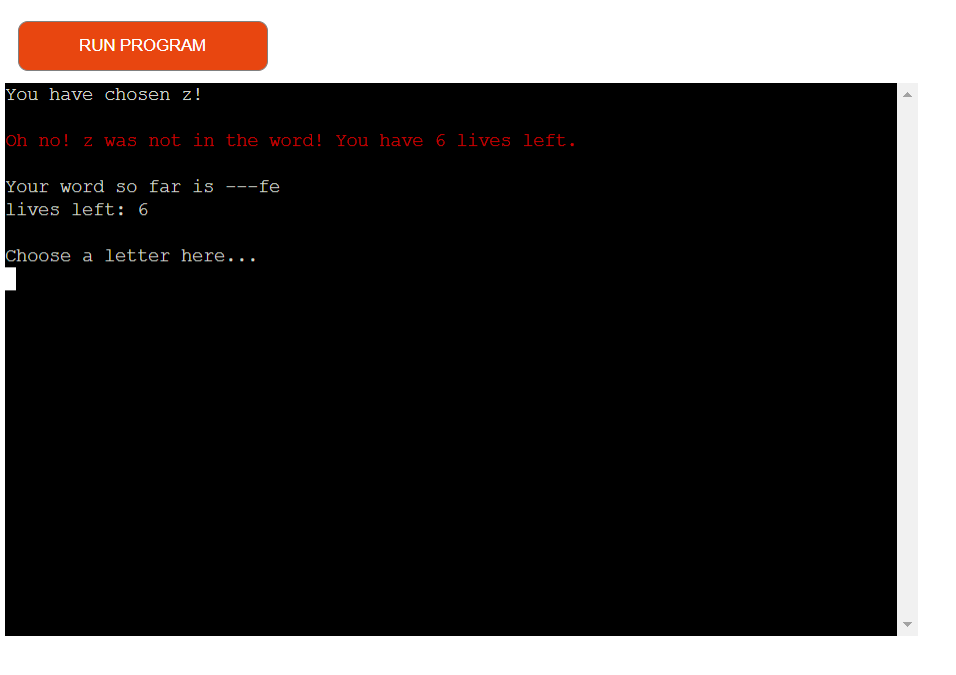 RUN PROGRAM
You have chosen z!
Oh no! z was not in the word! You have 6 lives left.
Your word so far is ---fe
lives left: 6
Choose a letter here...